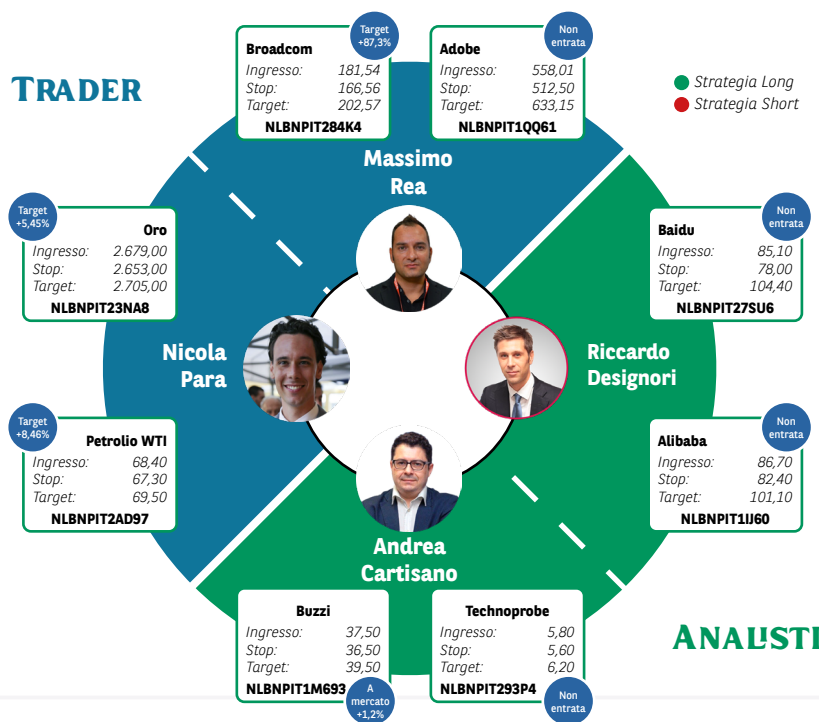 TRADER
Target
+87,3%
Broadcom
Ingresso: 181,54
Stop: 166,56
Target: 202,57
NLBNPIT284K4
Non
entrata
Adobe
Ingresso: 558,01
Stop: 512,50
Target: 633,15
NLBNPIT1QQ61
Strategia Long
Strategia Short
Massimo
Rea
Target
+5,45%
Oro
Ingresso: 2.679,00
Stop: 2.653,00
Target: 2.705,00
NLBNPIT23NA8
Non
entrata
Baidu
Ingresso: 85,10
Stop: 78,00
Target: 104,40
NLBNPIT27SU6
Nicola
Para
Riccardo
Designori
Target
+8,46%
Petrolio WTI
Ingresso: 68,40
Stop: 67,30
Target: 69,50
NLBNPIT2AD97
Non
entrata
Alibaba
Ingresso: 86,70
Stop: 82,40
Target: 101,10
NLBNPIT1IJ60
Andrea
Cartisano
Buzzi
Ingresso: 37,50
Stop: 36,50
Target: 39,50
NLBNPIT1M693
A
mercato
+1,2%
Technoprobe
Ingresso: 5,80
Stop: 5,60
Target: 6,20
NLBNPIT293P4
Non
entrata
ANALISTI